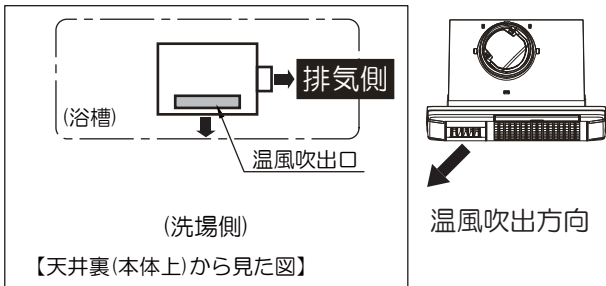 排気側
(浴槽)
温風吹出口
(洗場側)
【天井裏(本体上)から見た図】
温風吹出方向